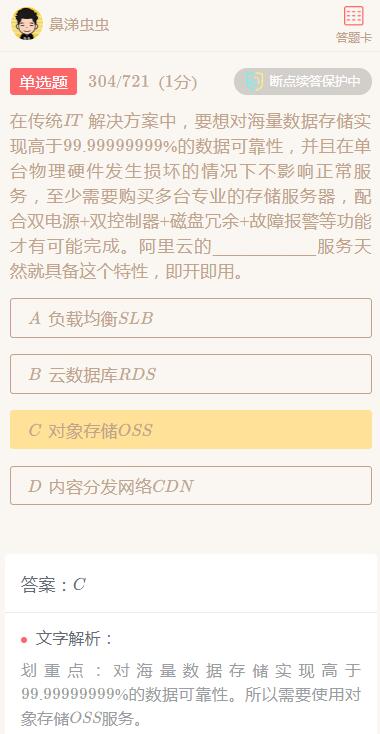 鼻涕虫虫
答题卡
单选题 304/721 (1分) 断点续答保护中
在传统IT 解决方案中，要想对海量数据存储实
现高于99.99999999%的数据可靠性，并且在单
台物理硬件发生损坏的情况下不影响正常服
务，至少需要购买多台专业的存储服务器，配
合双电源+双控制器+磁盘冗余+故障报警等功能
才有可能完成。阿里云的____________服务天
然就具备这个特性，即开即用。
A 负载均衡SLB
B 云数据库RDS
C 对象存储OSS
D 内容分发网络CDN
答案：C
文字解析：
划重点：对海量数据存储实现高于
99.99999999%的数据可靠性。所以需要使用对
象存储OSS服务。